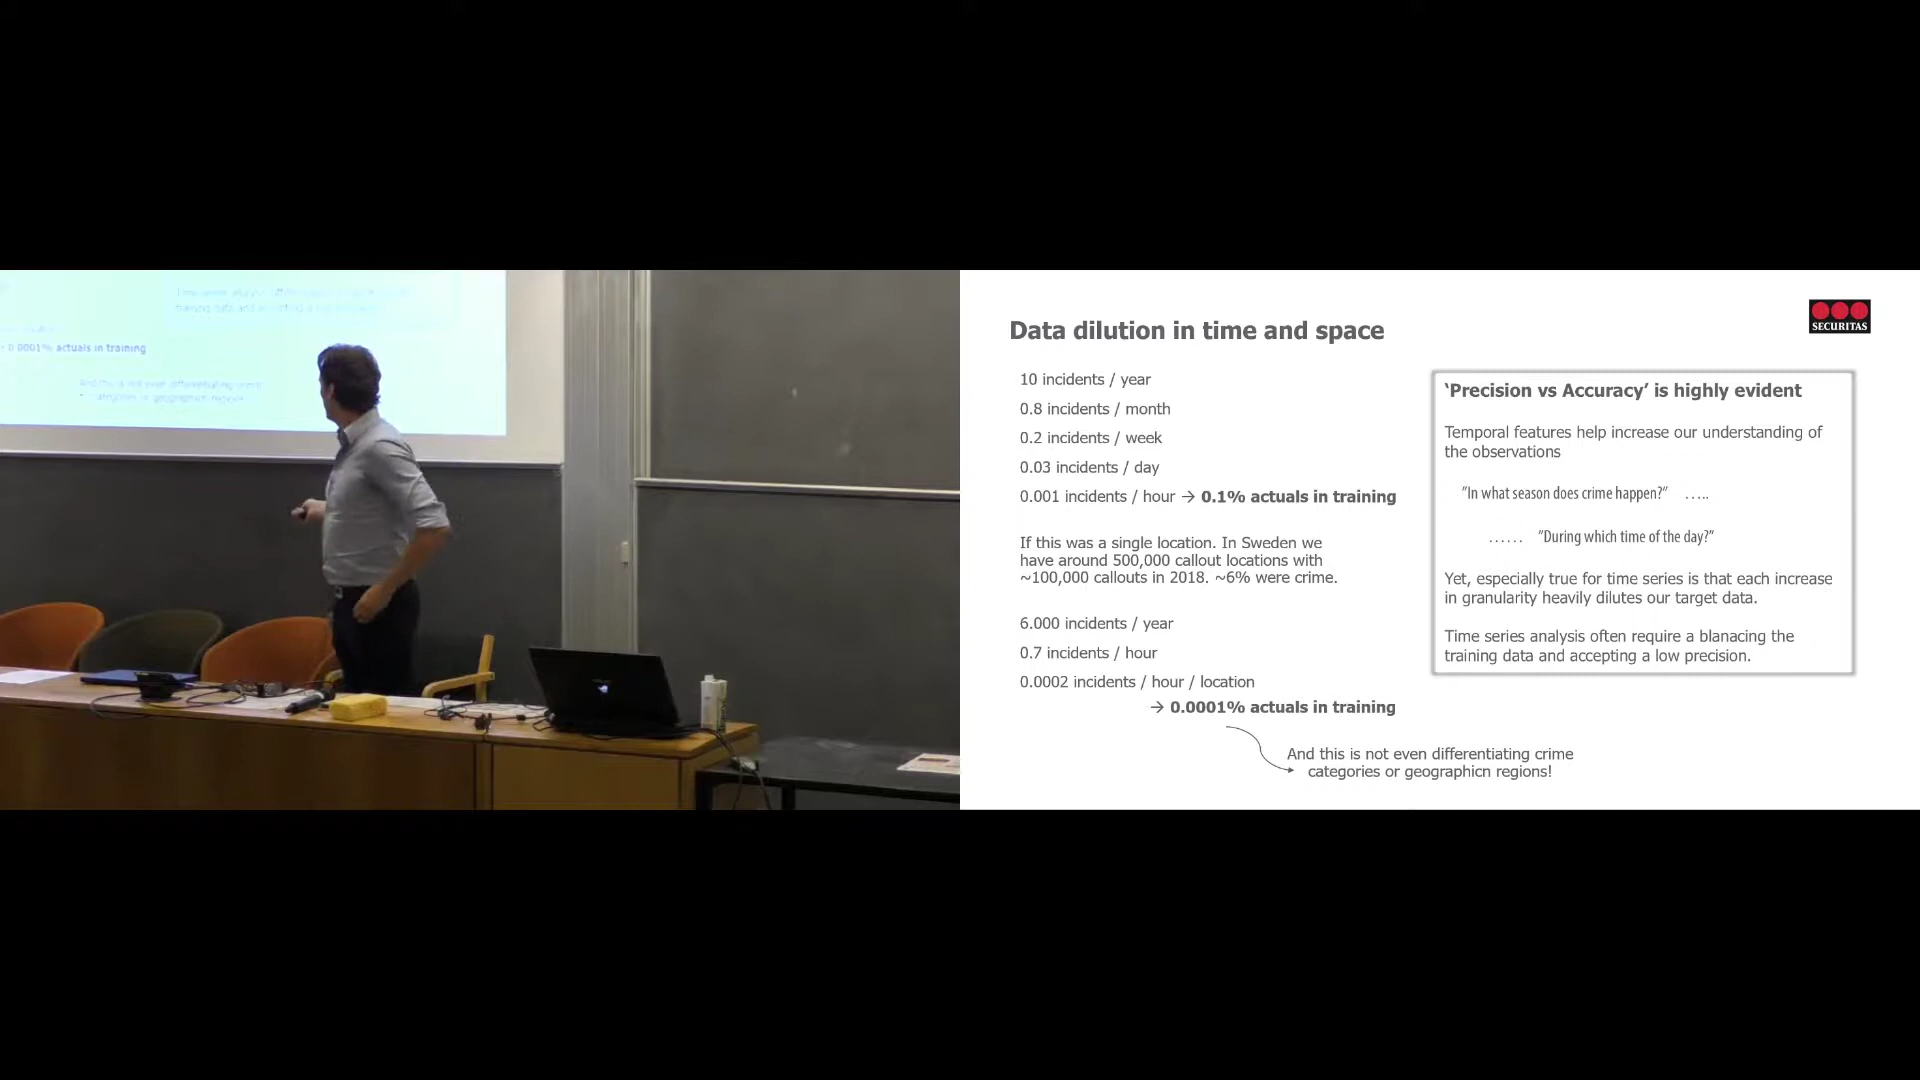 0.0001% actuals in training
Data dilution in time and space
SECURITAS
10 incidents / year
0.8 incidents / month
0.2 incidents / week
0.03 incidents / day
0.001 incidents / hour → 0.1% actuals in training
If this was a single location. In Sweden we
have around 500,000 callout locations with
~100,000 callouts in 2018. ~6% were crime.
6.000 incidents / year
0.7 incidents / hour
0.0002 incidents / hour / location
→ 0.0001% actuals in training
And this is not even differentiating crime
categories or geographicn regions!
‘Precision vs Accuracy’ is highly evident
Temporal features help increase our understanding of
the observations
”In what season does crime happen?” …..
…… ”During which time of the day?”
Yet, especially true for time series is that each increase
in granularity heavily dilutes our target data.
Time series analysis often require a blanacing the
training data and accepting a low precision.